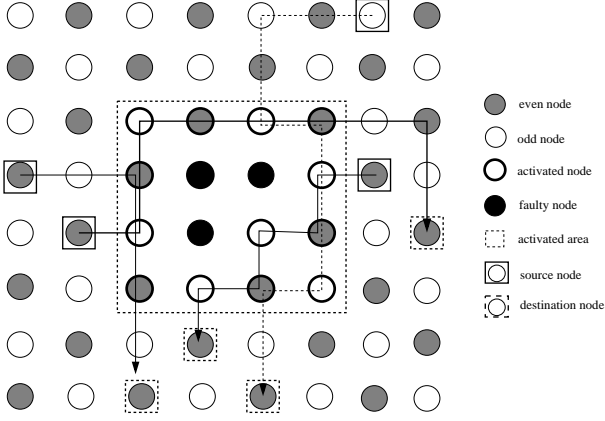 even node
odd node
activated node
faulty node
activated area
source node
destination node